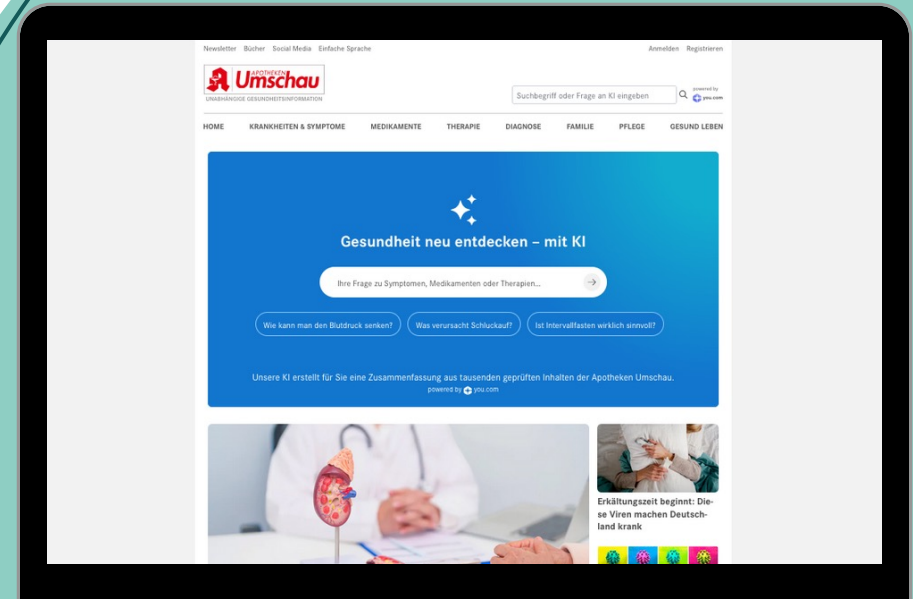 Newsletter Bücher Social Media Einfache Sprache Anmelden Registrieren
APOTHEKEN
Umschau
UNABHÄNGIGE GESUNDHEITSINFORMATION
Suchbegriff oder Frage an KI eingeben
powered by
you.com
HOME KRANKHEITEN & SYMPTOME MEDIKAMENTE THERAPIE DIAGNOSE FAMILIE PFLEGE GESUND LEBEN
Gesundheit neu entdecken – mit KI
Ihre Frage zu Symptomen, Medikamenten oder Therapien...
Wie kann man den Blutdruck senken? Was verursacht Schluckauf? Ist Intervallfasten wirklich sinnvoll?
Unsere KI erstellt für Sie eine Zusammenfassung aus tausenden geprüften Inhalten der Apotheken Umschau.
powered by you.com
Erkältungszeit beginnt: Die-
se Viren machen Deutsch-
land krank